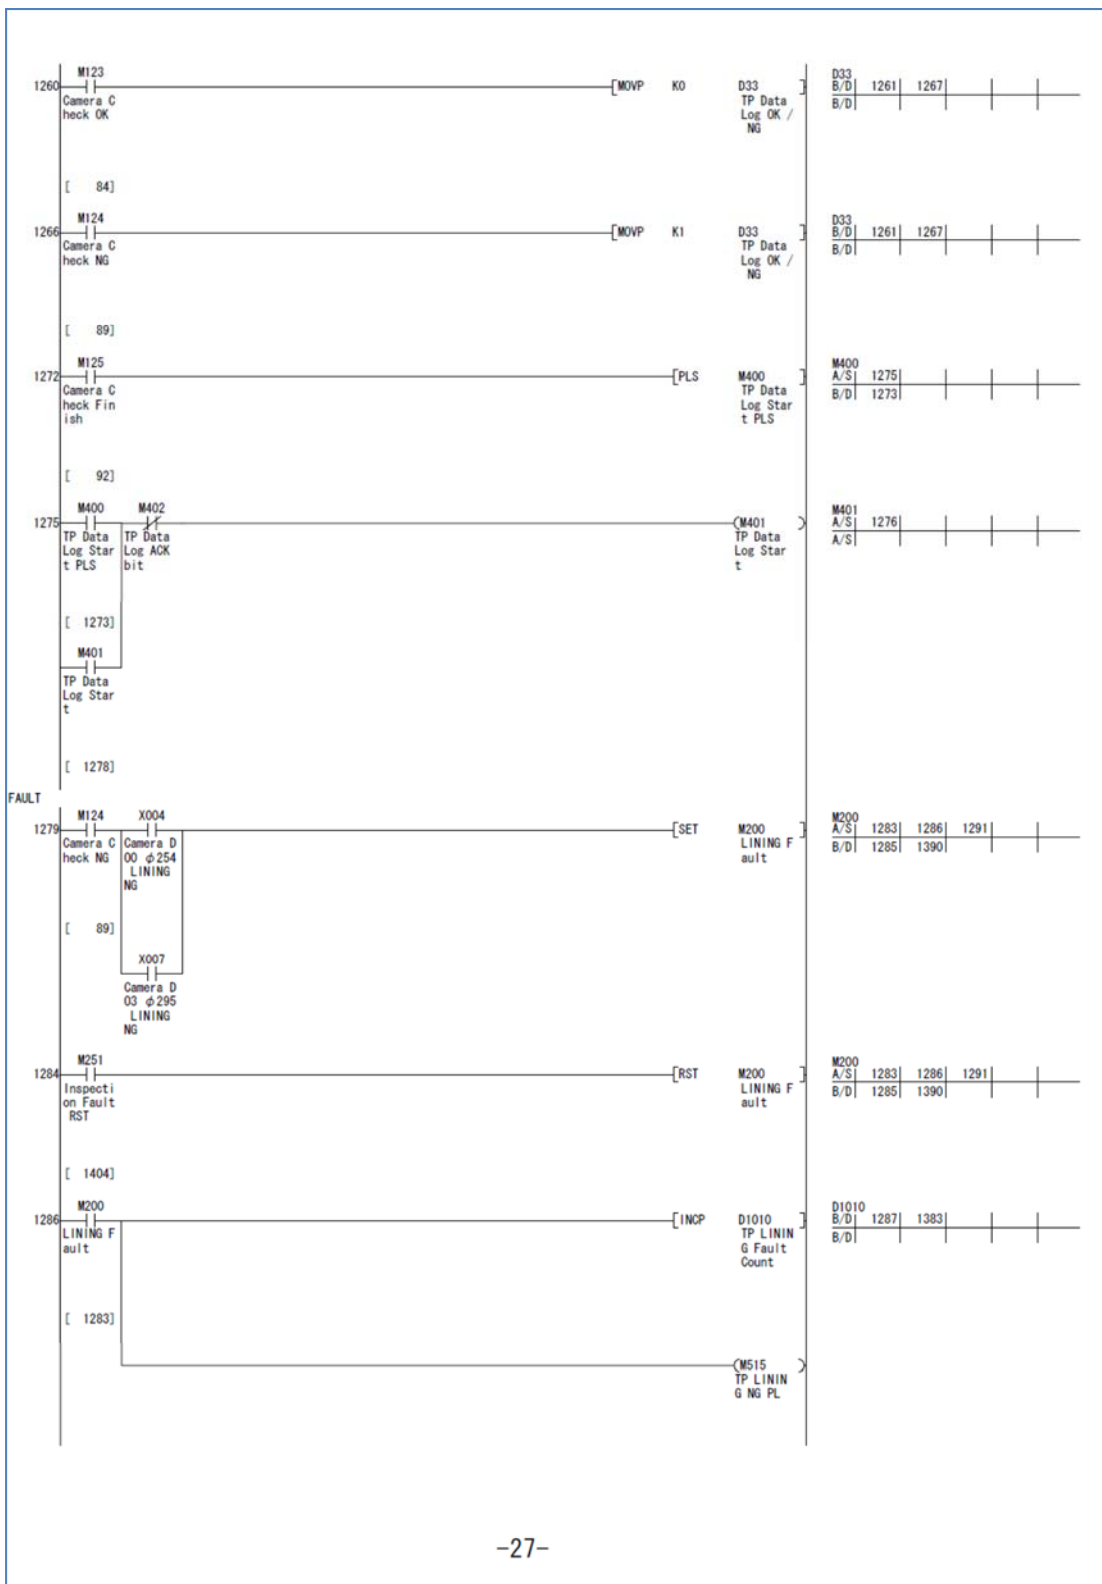 M123
1260 [MOVP K0 D33 ] D33
Camera C TP Data B/D| 1261| 1267|
heck OK Log OK / B/D|
NG
[ 84]
M124
1266 [MOVP K1 D33 ] D33
Camera C TP Data B/D| 1261| 1267|
heck NG Log OK / B/D|
NG
[ 89]
M125
1272 [PLS M400 ] M400
Camera C TP Data A/S| 1275|
heck Fin Log Star B/D| 1273|
ish t PLS
[ 92]
M400 M402
1275 (M401 ) M401
TP Data TP Data TP Data A/S| 1276|
Log Star Log ACK Log Star A/S|
t PLS bit t
[ 1273]
M401
TP Data
Log Star
t
[ 1278]
FAULT
M124 X004
1279 [SET M200 ] M200
Camera C Camera D LINING F A/S| 1283| 1286| 1291|
heck NG 00 φ254 ault B/D| 1285| 1390|
LINING
NG
[ 89]
X007
Camera D
03 φ295
LINING
NG
M251
1284 [RST M200 ] M200
Inspecti LINING F A/S| 1283| 1286| 1291|
on Fault ault B/D| 1285| 1390|
RST
[ 1404]
M200
1286 [INCP D1010 ] D1010
LINING F TP LININ B/D| 1287| 1383|
ault G Fault B/D|
Count
[ 1283]
(M515 )
TP LININ
G NG PL
-27-